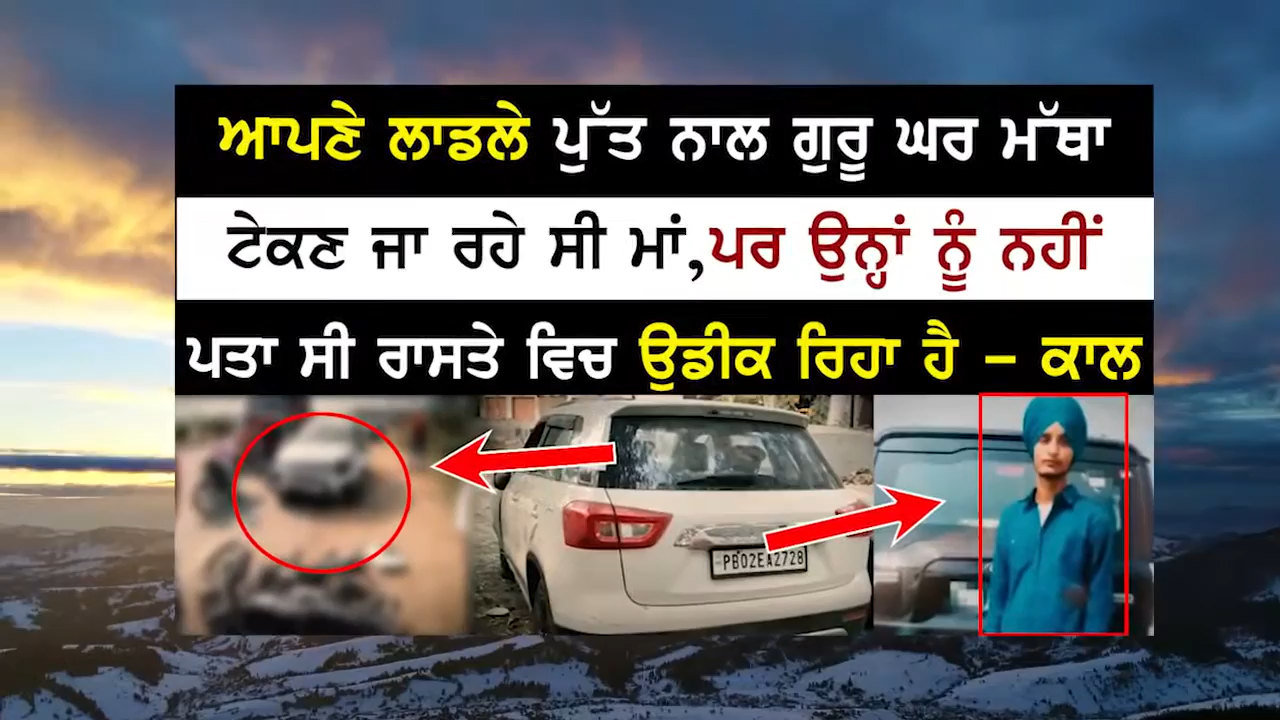 ਆਪਣੇ ਲਾਡਲੇ ਪੁੱਤ ਨਾਲ ਗੁਰੂ ਘਰ ਮੱਥਾ
ਟੇਕਣ ਜਾ ਰਹੇ ਸੀ ਮਾਂ,ਪਰ ਉਨ੍ਹਾਂ ਨੂੰ ਨਹੀਂ
ਪਤਾ ਸੀ ਰਾਸਤੇ ਵਿਚ ਉਡੀਕ ਰਿਹਾ ਹੈ – ਕਾਲ
PB02EA2728